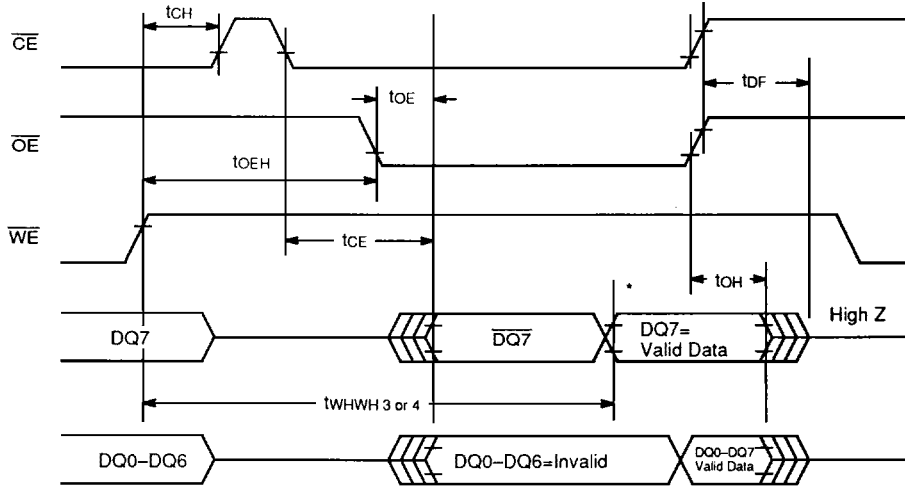 tCH
CE
tDF
tOE
OE
tOEH
WE
tCE
tOH
*
High Z
DQ7
DQ7
DQ7=
Valid Data
tWHWH 3 or 4
DQ0–DQ6
DQ0–DQ6=Invalid
DQ0–DQ7
Valid Data